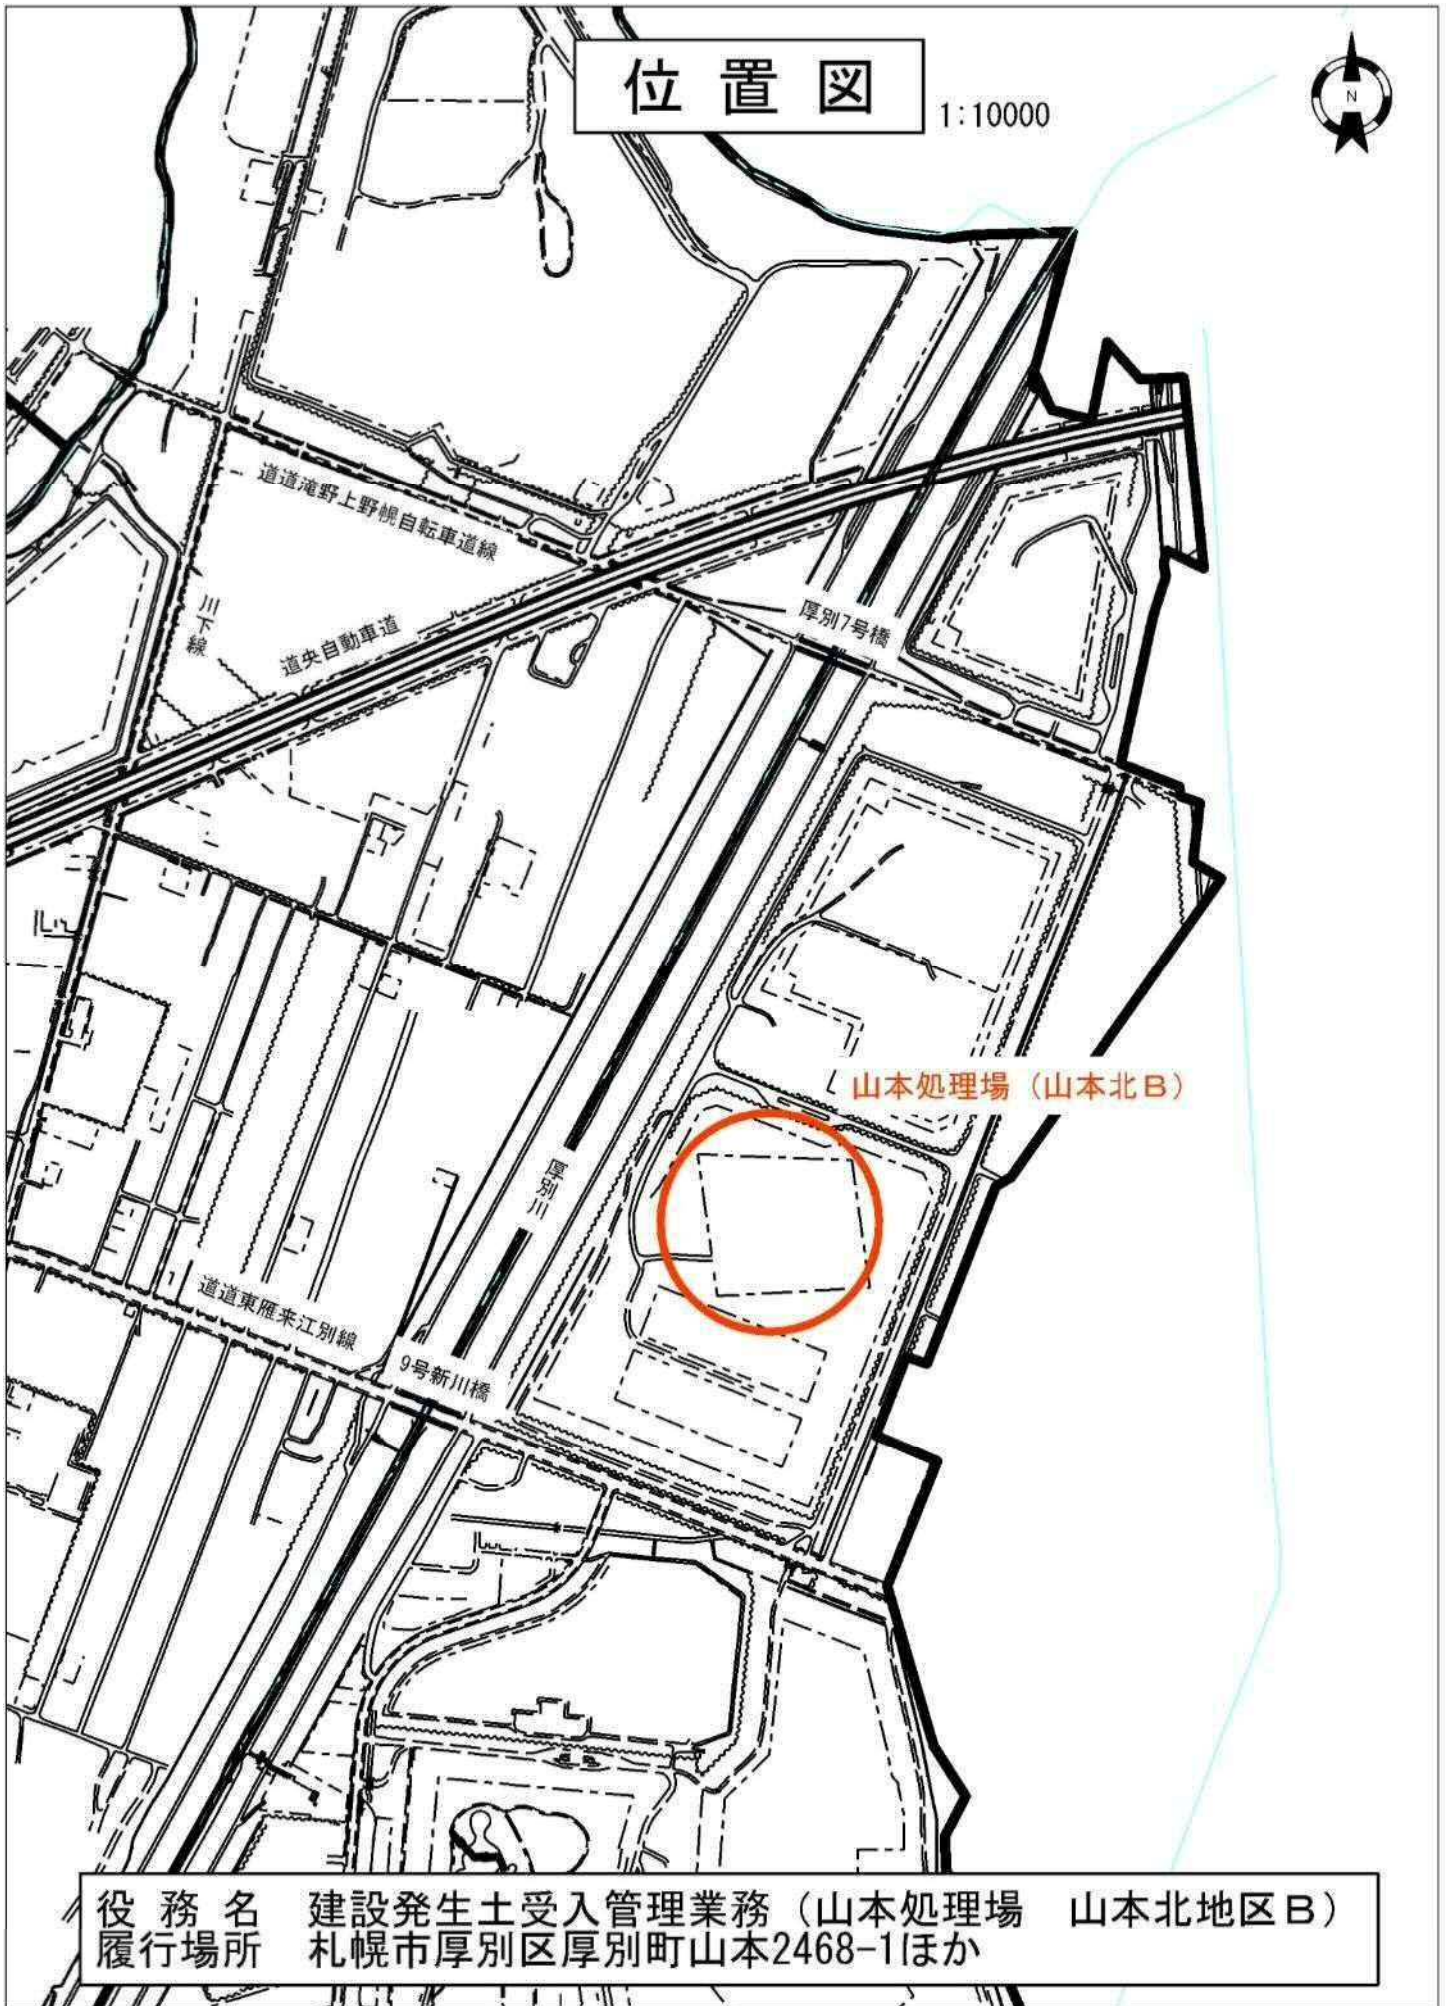 位置図
1:10000
N
道道滝野上野幌自転車道線
川下線
道央自動車道
厚別7号橋
山本処理場（山本北B）
厚別川
道道東雁来江別線
9号新川橋
役務名　建設発生土受入管理業務（山本処理場　山本北地区B）
履行場所　札幌市厚別区厚別町山本2468-1ほか